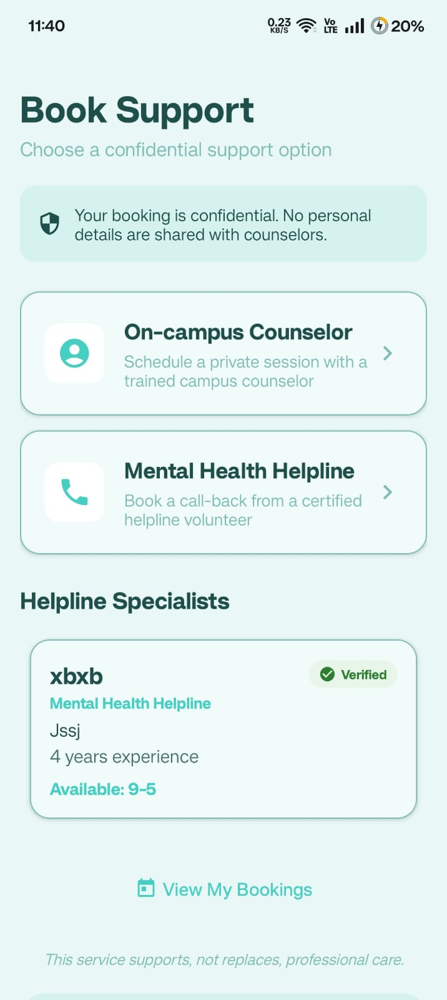 11:40
0.23 KB/S Vo LTE 20%
Book Support
Choose a confidential support option
Your booking is confidential. No personal
details are shared with counselors.
On-campus Counselor
Schedule a private session with a
trained campus counselor
Mental Health Helpline
Book a call-back from a certified
helpline volunteer
Helpline Specialists
xbxb
Verified
Mental Health Helpline
Jssj
4 years experience
Available: 9-5
View My Bookings
This service supports, not replaces, professional care.